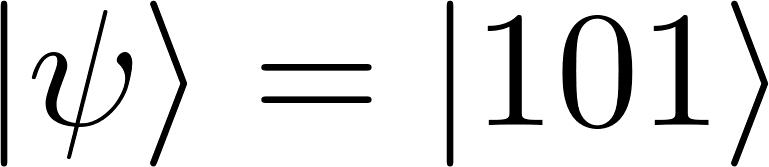 |ψ⟩ = |101⟩